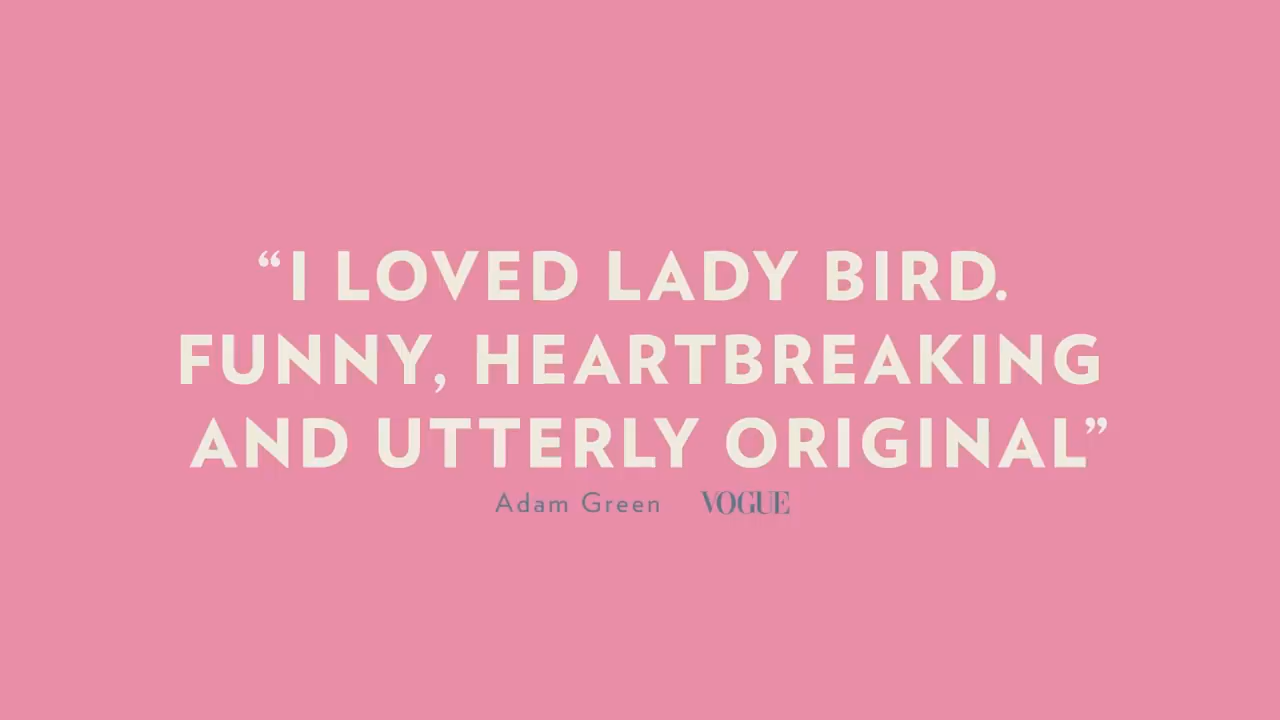 “I LOVED LADY BIRD.
FUNNY, HEARTBREAKING
AND UTTERLY ORIGINAL”
Adam Green VOGUE